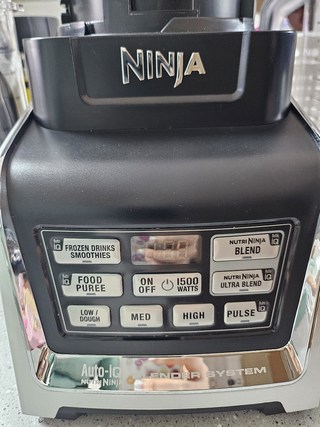 NINJA
FROZEN DRINKS
SMOOTHIES
NUTRI NINJA
BLEND
FOOD
PUREE
ON
OFF
1500
WATTS
NUTRI NINJA
ULTRA BLEND
LOW/
DOUGH
MED
HIGH
PULSE
Auto-iQ
NUTRI NINJA
SYSTEM